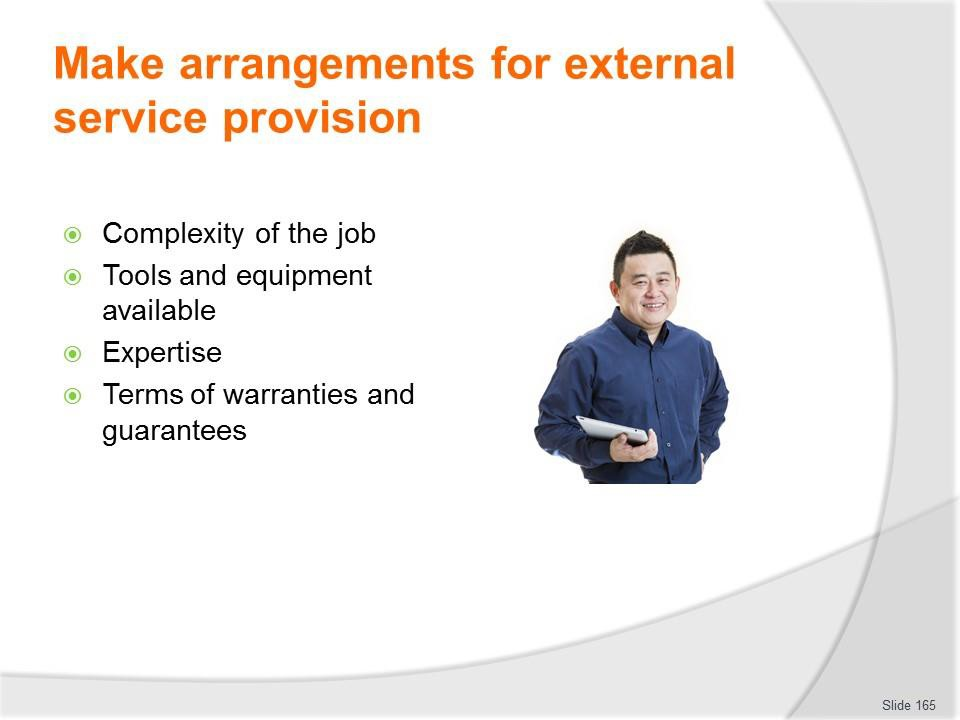 Make arrangements for external
service provision
Complexity of the job
Tools and equipment
available
Expertise
Terms of warranties and
guarantees
Slide 165